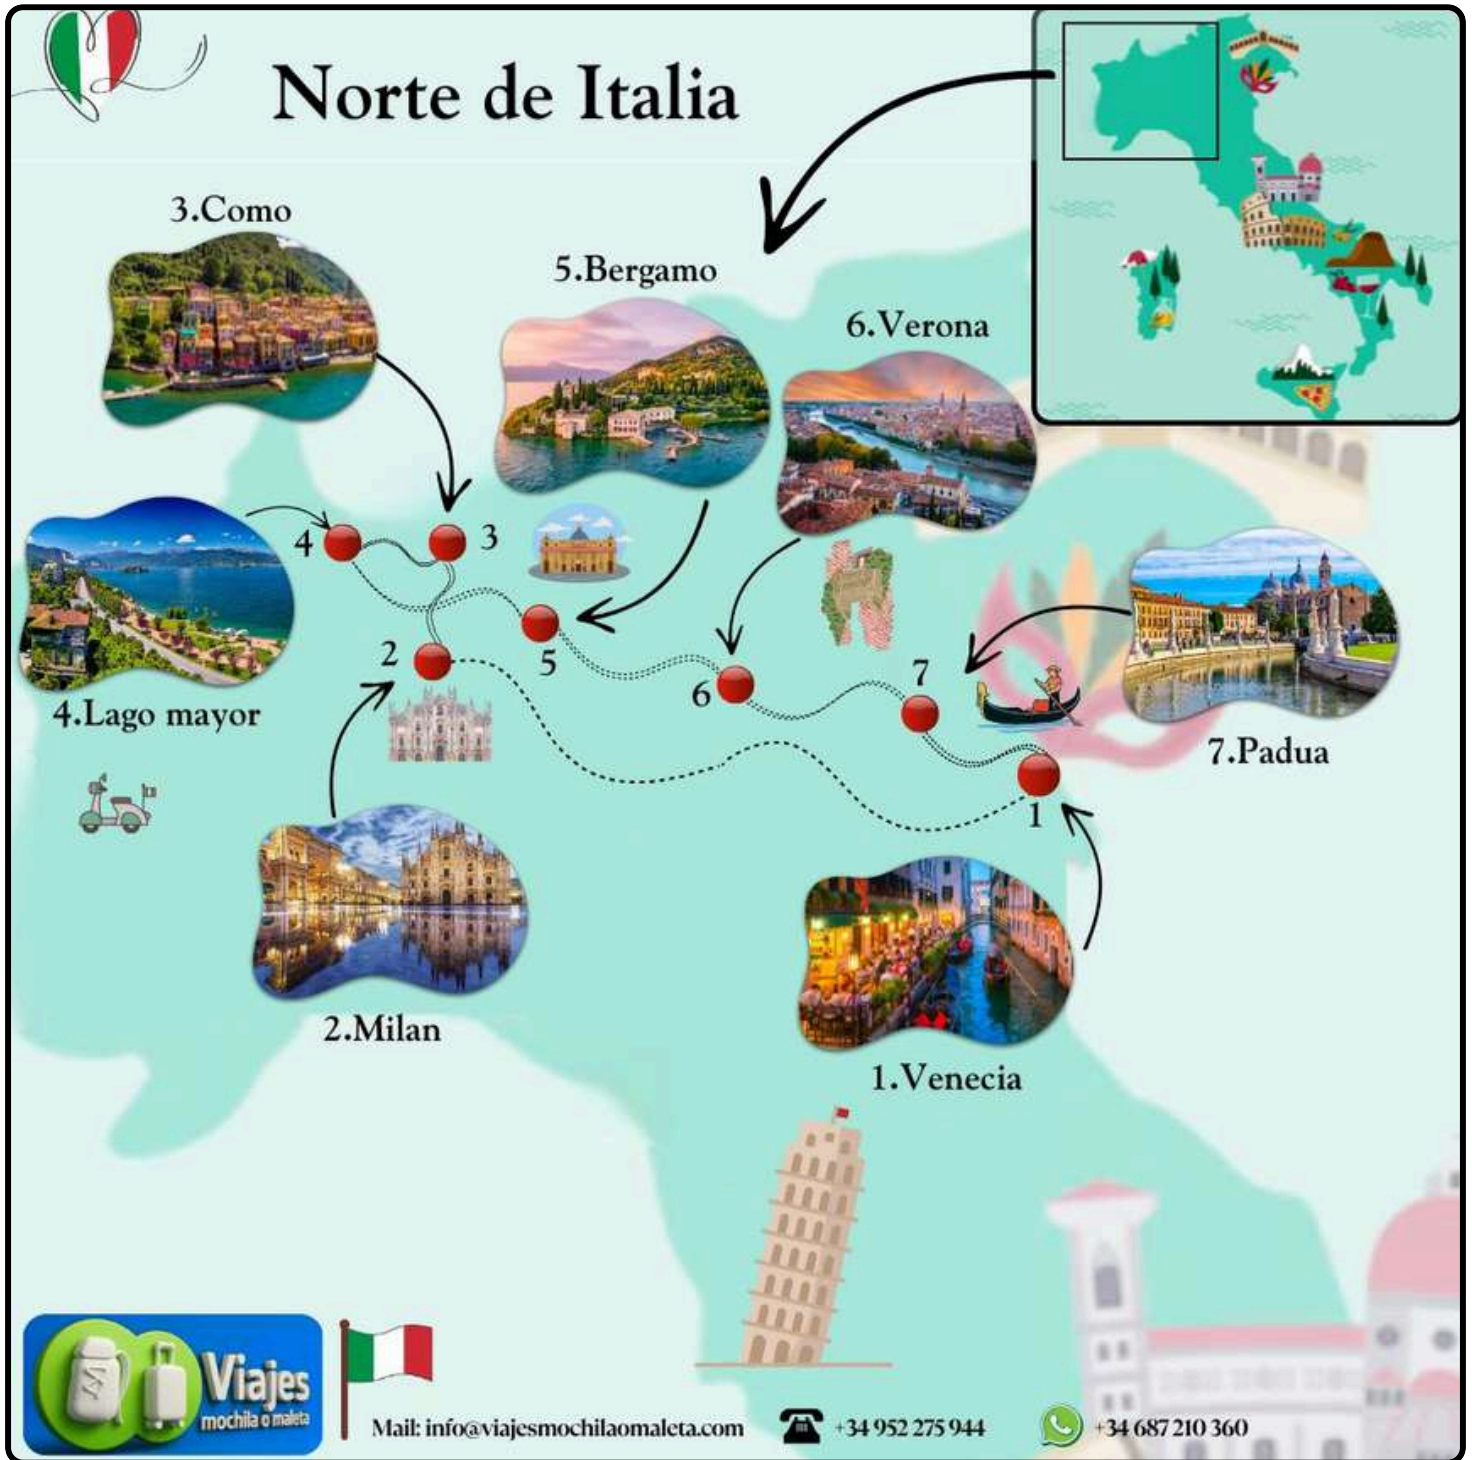 Norte de Italia
3.Como
5.Bergamo
6.Verona
4
3
2
5
6
7
4.Lago mayor
7.Padua
1
2.Milan
1.Venecia
M
Viajes
mochila o maleta
Mail: info@viajesmochilaomaleta.com
+34 952 275 944
+34 687 210 360